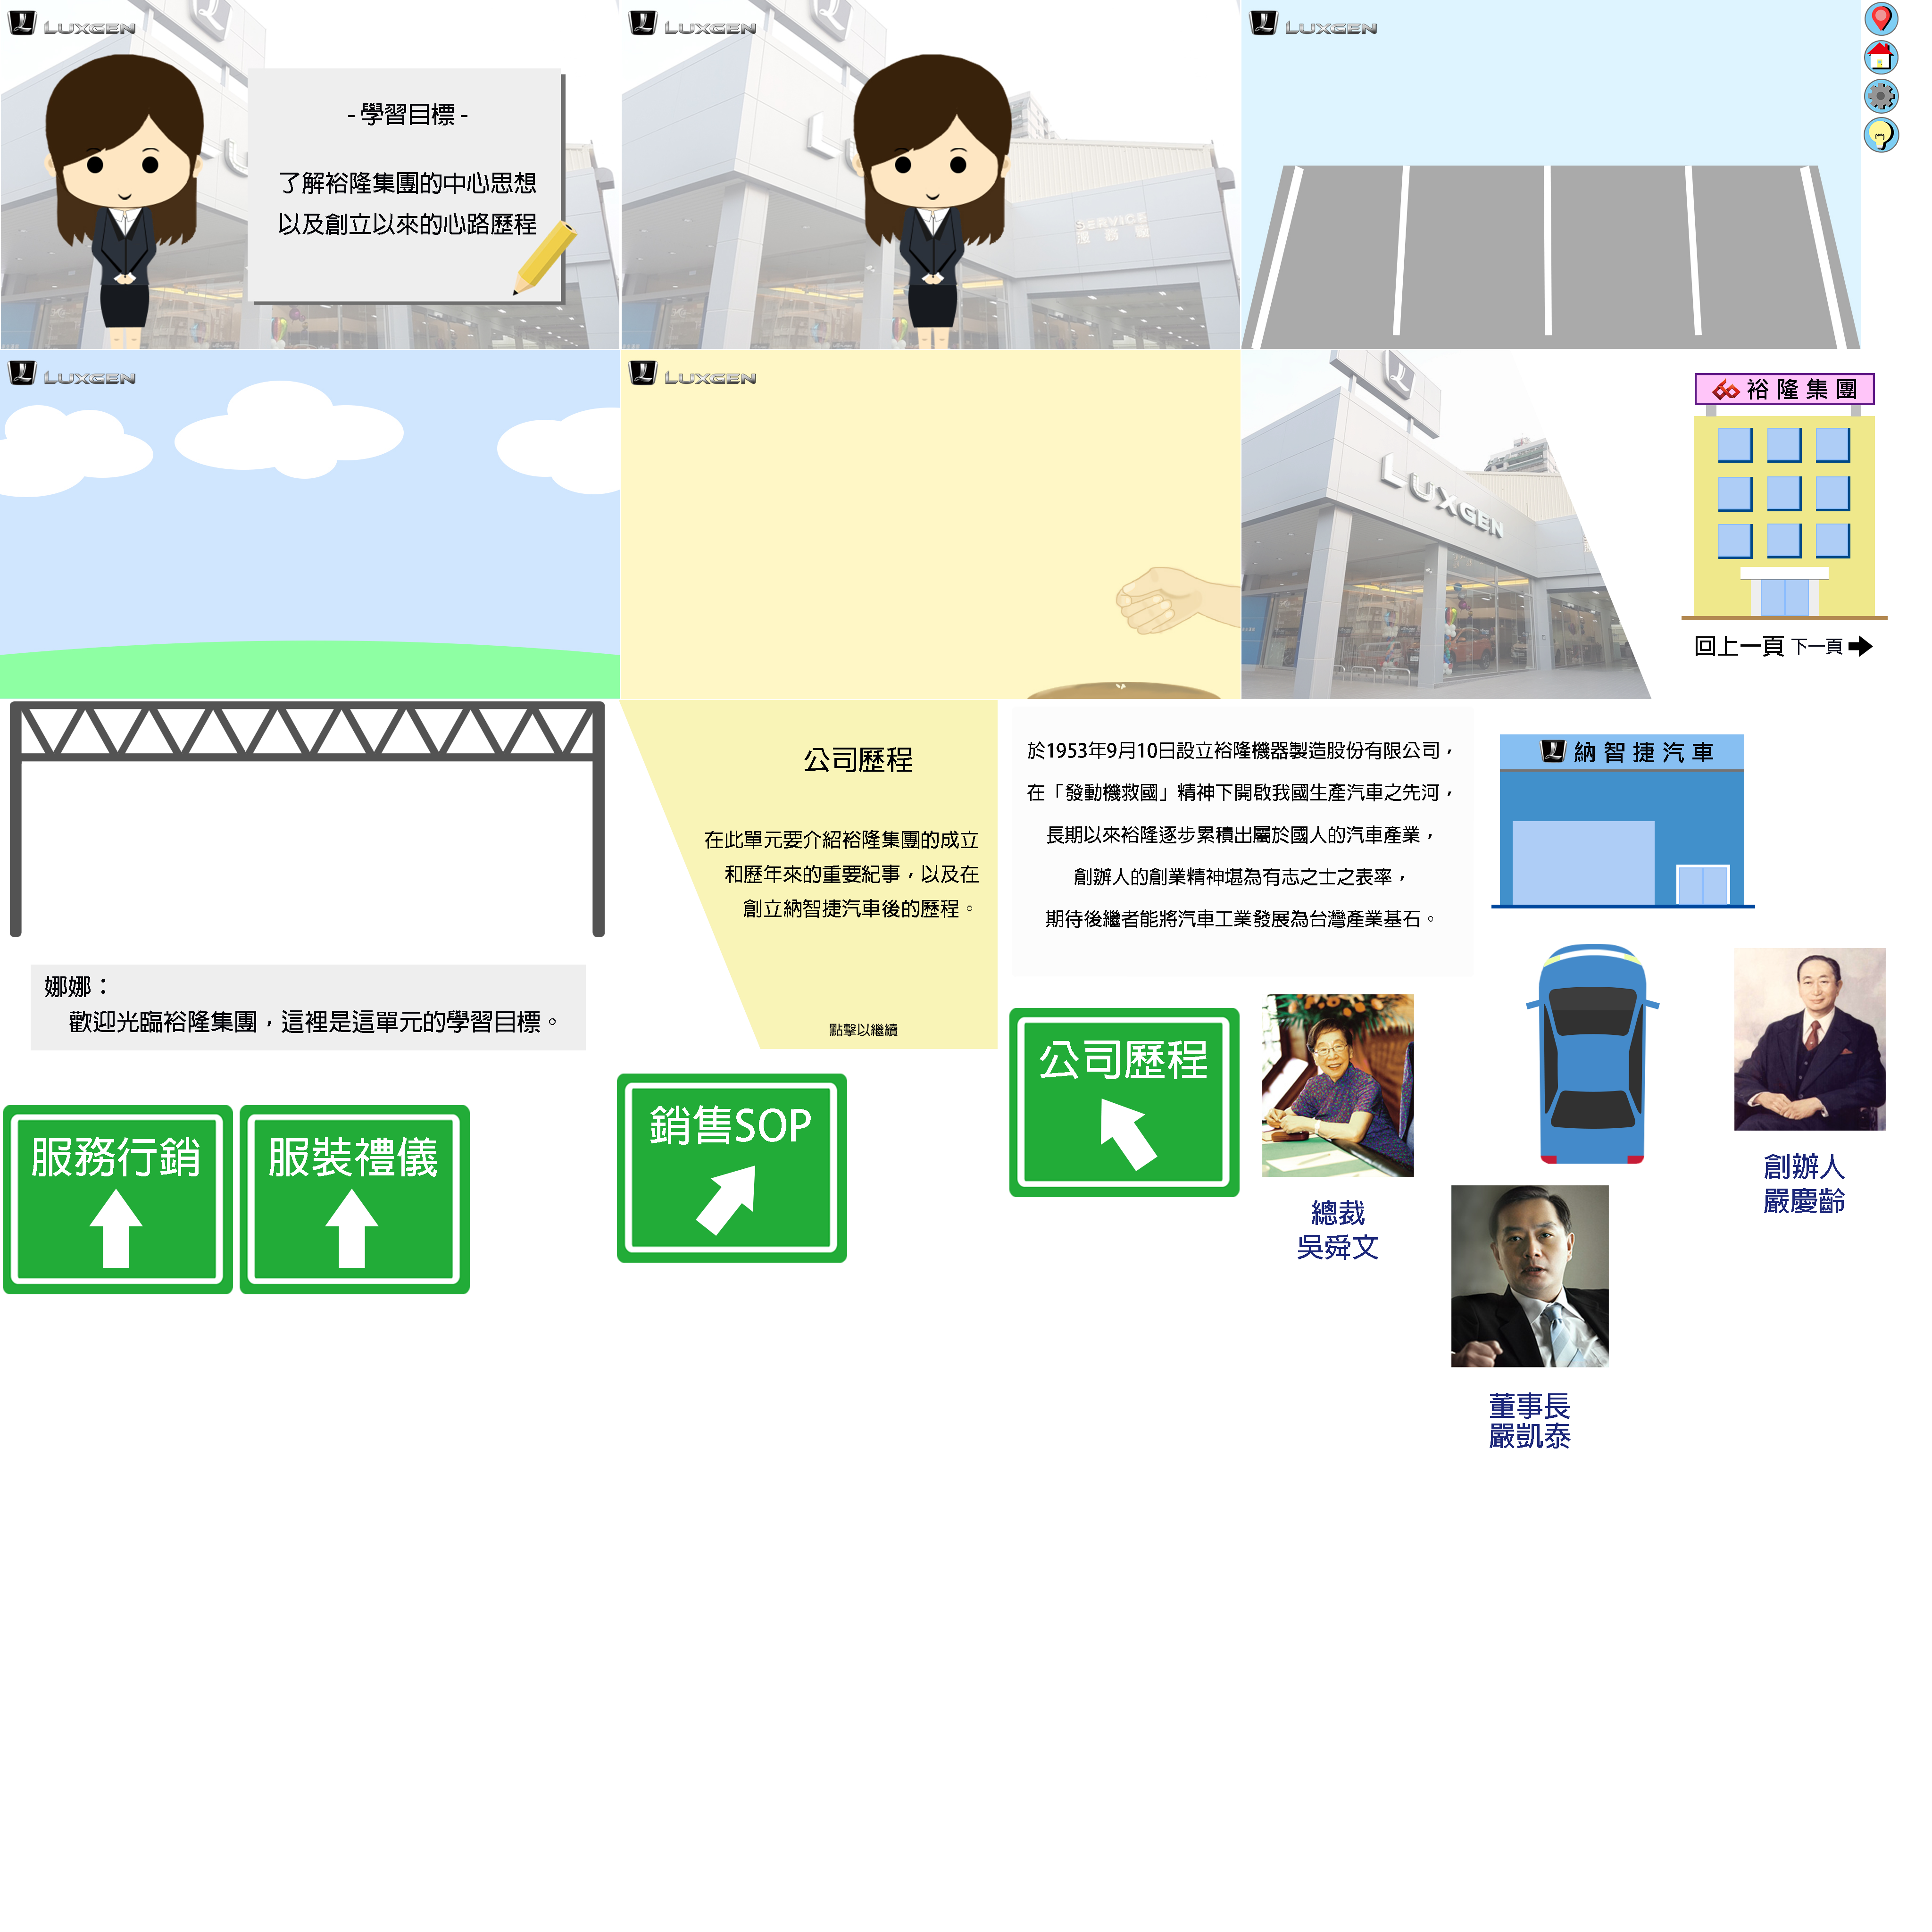 LUXGEN
- 學習目標 -
了解裕隆集團的中心思想
以及創立以來的心路歷程
LUXGEN
SERVICE
LUXGEN
LUXGEN
LUXGEN
LUXGEN
裕隆集團
回上一頁 下一頁
公司歷程
在此單元要介紹裕隆集團的成立
和歷年來的重要紀事，以及在
創立納智捷汽車後的歷程。
點擊以繼續
於1953年9月10日設立裕隆機器製造股份有限公司，
在「發動機救國」精神下開啟我國生產汽車之先河，
長期以來裕隆逐步累積出屬於國人的汽車產業，
創辦人的創業精神堪為有志之士之表率，
期待後繼者能將汽車工業發展為台灣產業基石。
納智捷汽車
娜娜：
歡迎光臨裕隆集團，這裡是這單元的學習目標。
服務行銷
服裝禮儀
銷售SOP
公司歷程
總裁
吳舜文
創辦人
嚴慶齡
董事長
嚴凱泰